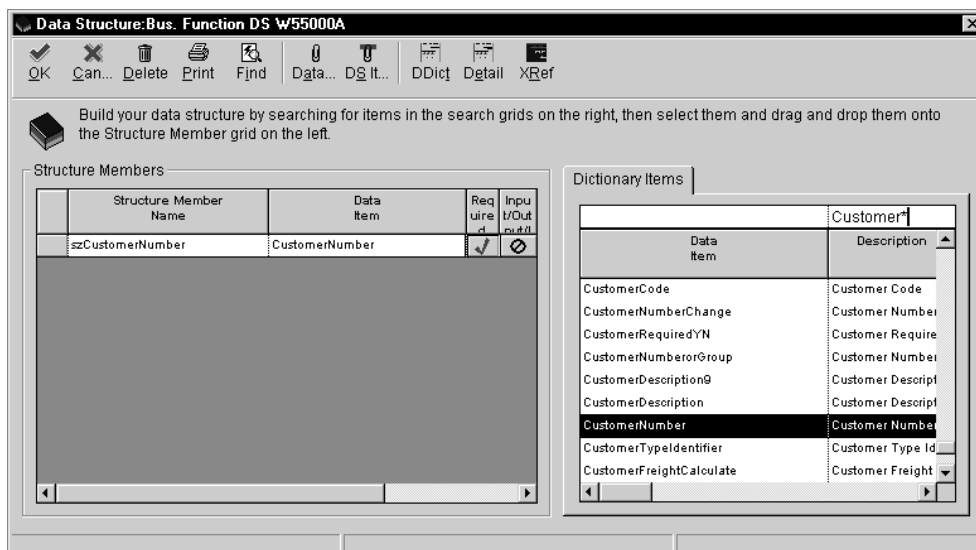 Data Structure:Bus. Function DS W55000A
OK Can... Delete Print Find Data... DS It... DDict Detail XRef
Build your data structure by searching for items in the search grids on the right, then select them and drag and drop them onto
the Structure Member grid on the left.
Structure Members
Structure Member
Name
Data
Item
Req
uire
d
Inpu
t/Out
put/I
szCustomerNumber CustomerNumber
Dictionary Items
Customer*
Data
Item
Description
CustomerCode Customer Code
CustomerNumberChange Customer Number
CustomerRequiredYN Customer Require
CustomerNumberorGroup Customer Number
CustomerDescription9 Customer Descript
CustomerDescription Customer Descript
CustomerNumber Customer Number
CustomerTypeIdentifier Customer Type Id
CustomerFreightCalculate Customer Freight